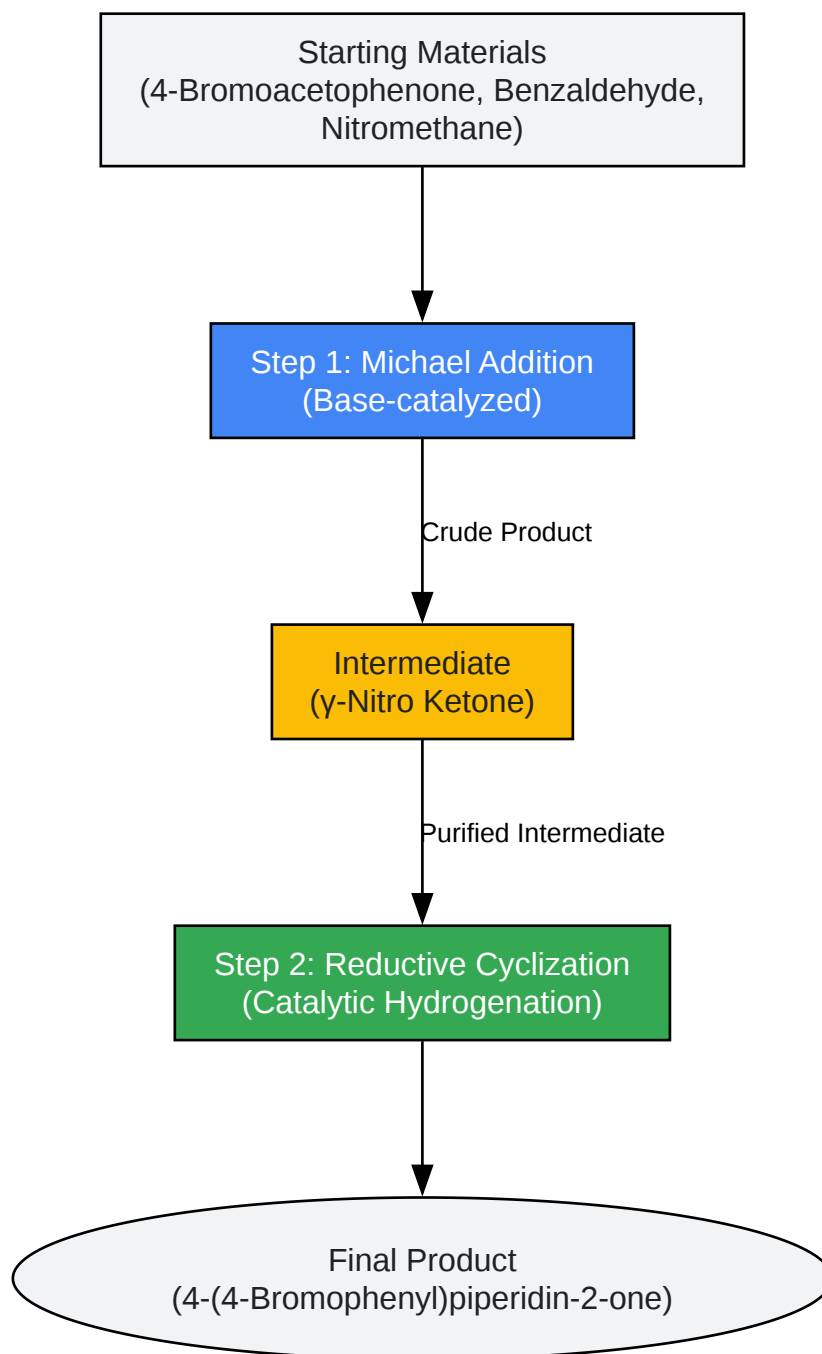 Starting Materials
(4-Bromoacetophenone, Benzaldehyde,
Nitromethane)
Step 1: Michael Addition
(Base-catalyzed)
Crude Product
Intermediate
(γ-Nitro Ketone)
Purified Intermediate
Step 2: Reductive Cyclization
(Catalytic Hydrogenation)
Final Product
(4-(4-Bromophenyl)piperidin-2-one)